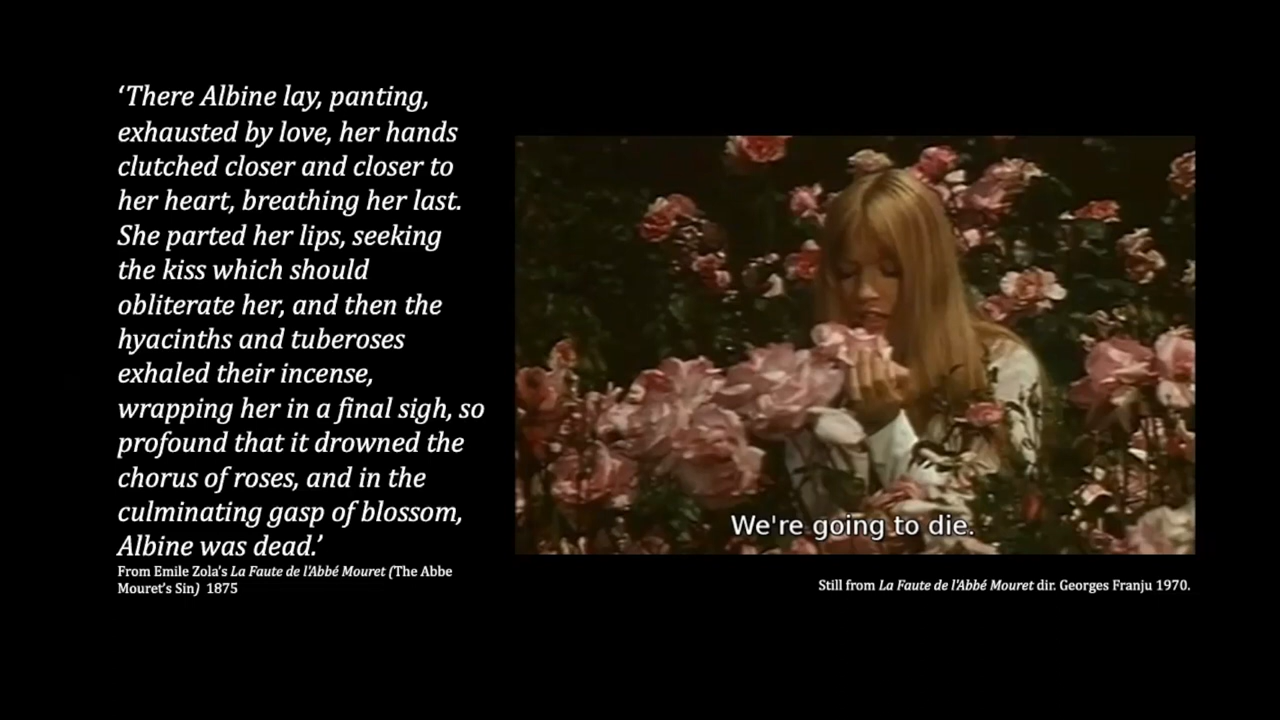 ‘There Albine lay, panting,
exhausted by love, her hands
clutched closer and closer to
her heart, breathing her last.
She parted her lips, seeking
the kiss which should
obliterate her, and then the
hyacinths and tuberoses
exhaled their incense,
wrapping her in a final sigh, so
profound that it drowned the
chorus of roses, and in the
culminating gasp of blossom,
Albine was dead.’
From Emile Zola’s La Faute de l’Abbé Mouret (The Abbe
Mouret’s Sin) 1875
We're going to die.
Still from La Faute de l’Abbé Mouret dir. Georges Franju 1970.